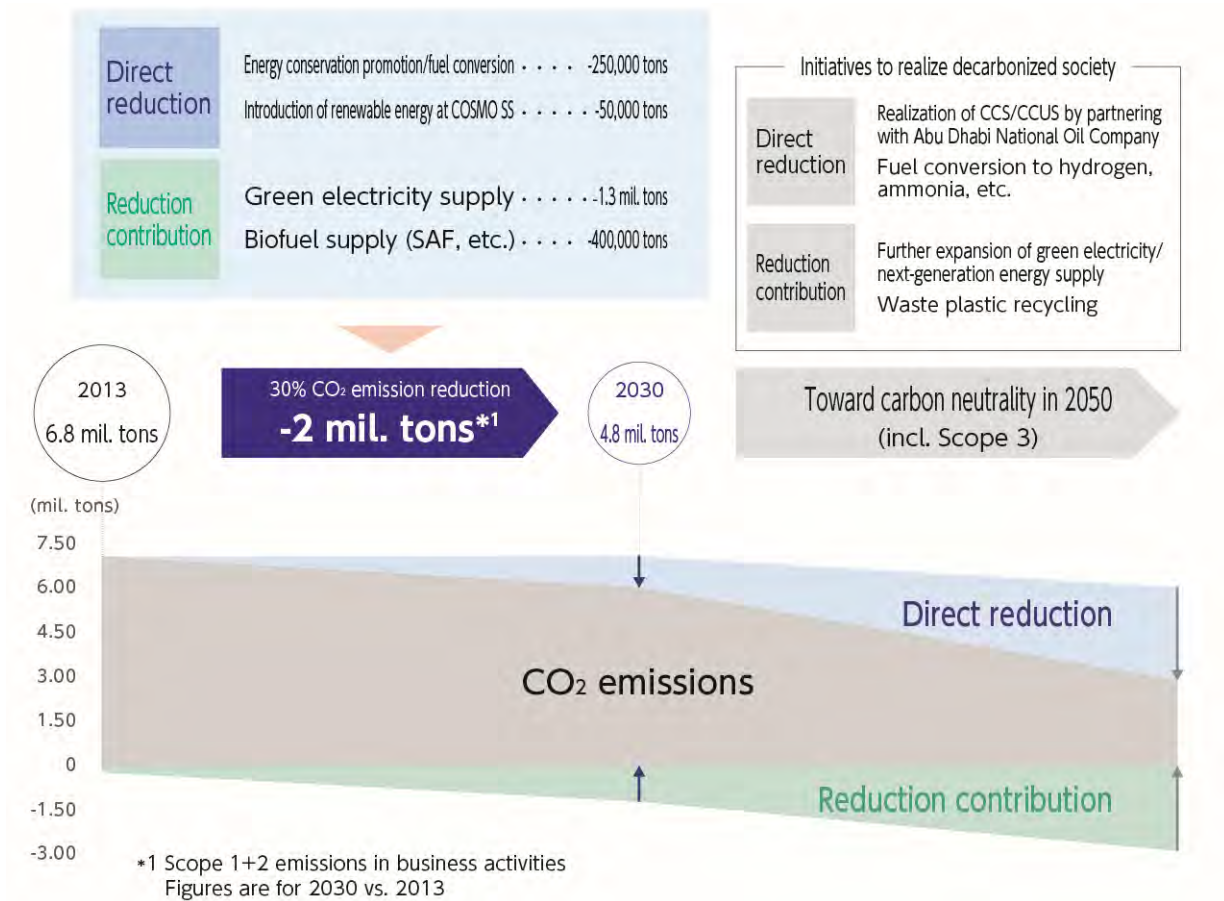 Direct
reduction
Energy conservation promotion/fuel conversion · · · · -250,000 tons
Introduction of renewable energy at COSMO SS · · · · · -50,000 tons
Reduction
contribution
Green electricity supply · · · · · -1.3 mil. tons
Biofuel supply (SAF, etc.) · · · · -400,000 tons
Initiatives to realize decarbonized society
Direct
reduction
Realization of CCS/CCUS by partnering
with Abu Dhabi National Oil Company
Fuel conversion to hydrogen,
ammonia, etc.
Reduction
contribution
Further expansion of green electricity/
next-generation energy supply
Waste plastic recycling
2013
6.8 mil. tons
30% CO₂ emission reduction
-2 mil. tons*¹
2030
4.8 mil. tons
Toward carbon neutrality in 2050
(incl. Scope 3)
(mil. tons)
7.50
6.00
4.50
3.00
1.50
0
-1.50
-3.00
Direct reduction
CO₂ emissions
Reduction contribution
*1 Scope 1+2 emissions in business activities
Figures are for 2030 vs. 2013